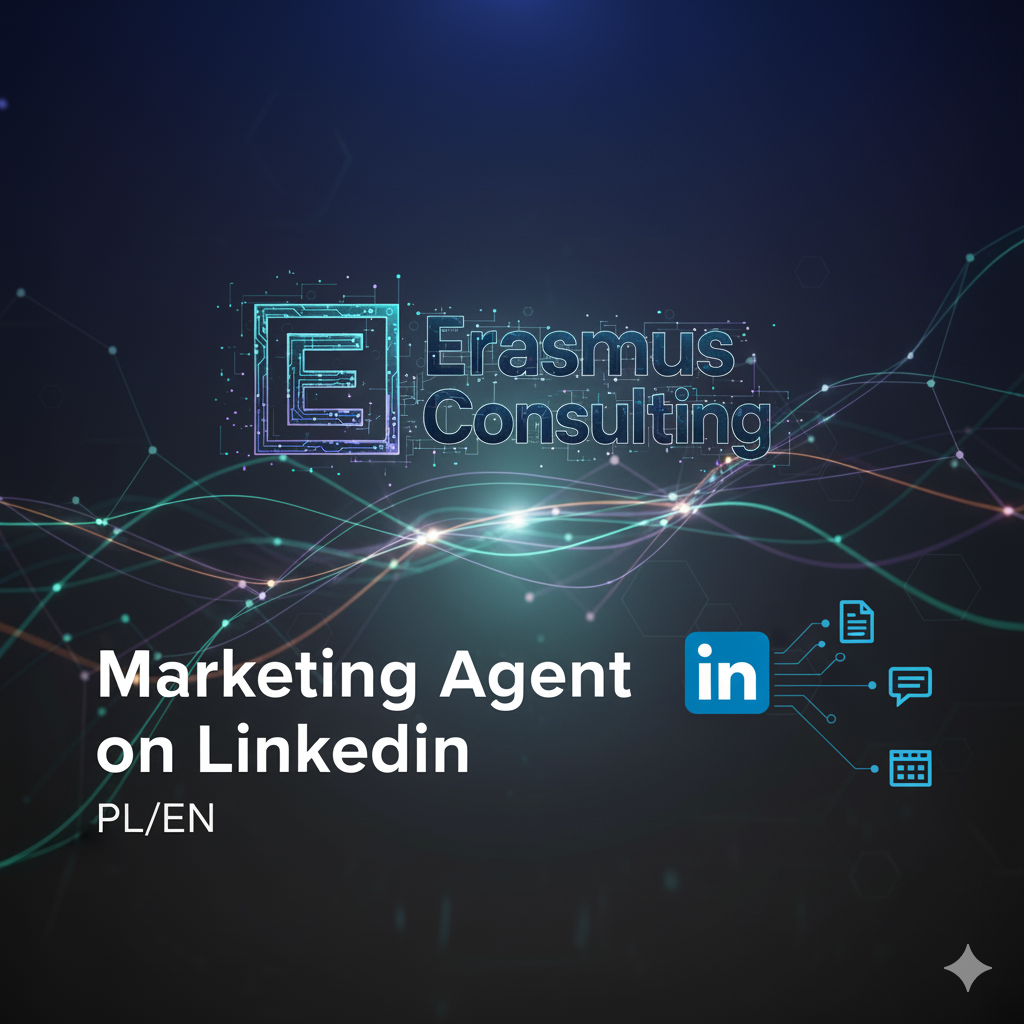 E
Erasmus
Consulting
Marketing Agent
on Linkedin
PL/EN
in